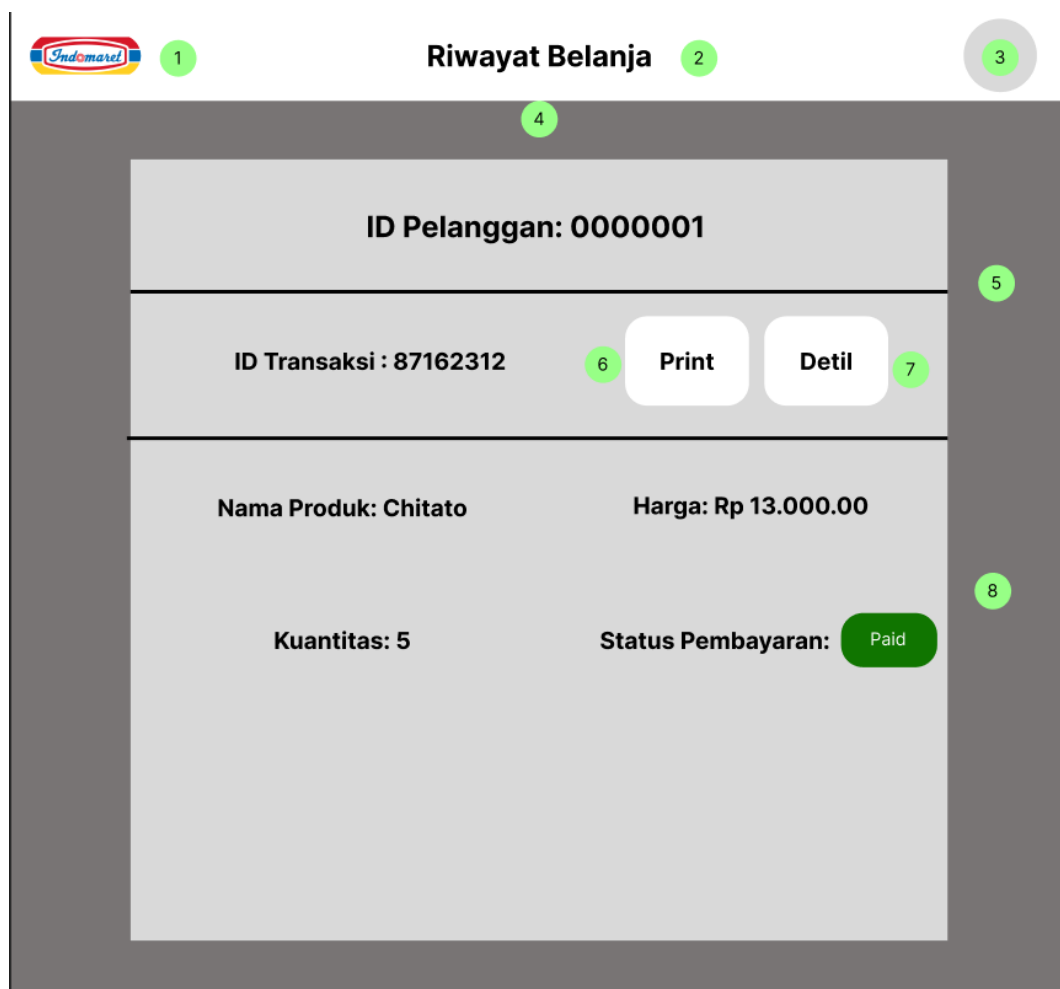 Indomaret 1 Riwayat Belanja 2 3
4
ID Pelanggan: 0000001
5
ID Transaksi : 87162312 6 Print Detil 7
Nama Produk: Chitato Harga: Rp 13.000.00
8
Kuantitas: 5 Status Pembayaran: Paid